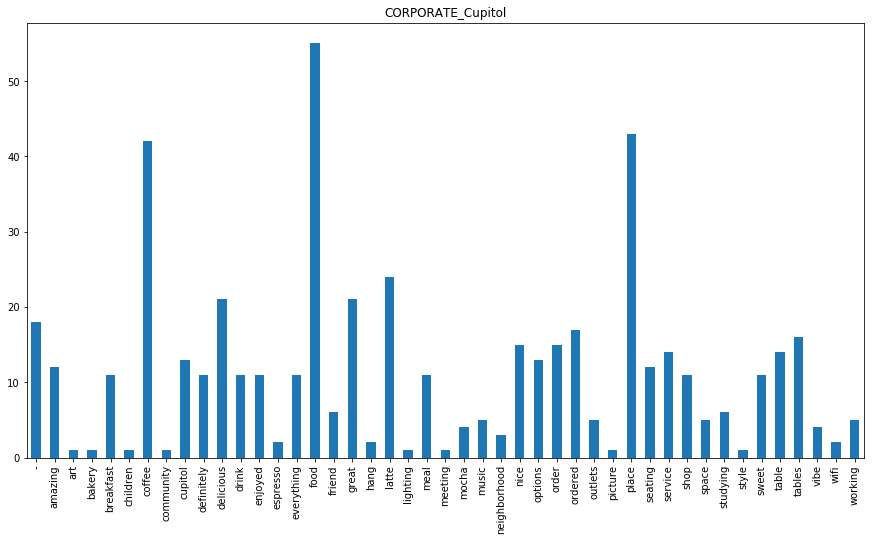 CORPORATE_Cupitol
50
40
30
20
10
0
-
amazing
art
bakery
breakfast
children
coffee
community
cupitol
definitely
delicious
drink
enjoyed
espresso
everything
food
friend
great
hang
latte
lighting
meal
meeting
mocha
music
neighborhood
nice
options
order
ordered
outlets
picture
place
seating
service
shop
space
studying
style
sweet
table
tables
vibe
wifi
working